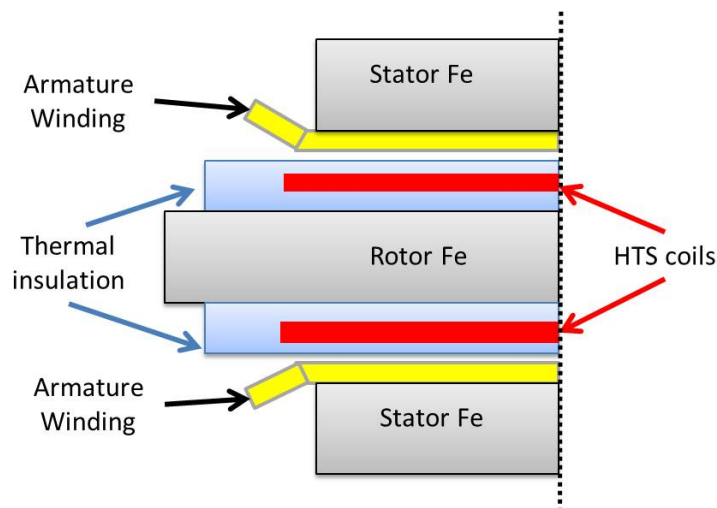 Stator Fe
Armature
Winding
Thermal
insulation
Rotor Fe
HTS coils
Armature
Winding
Stator Fe